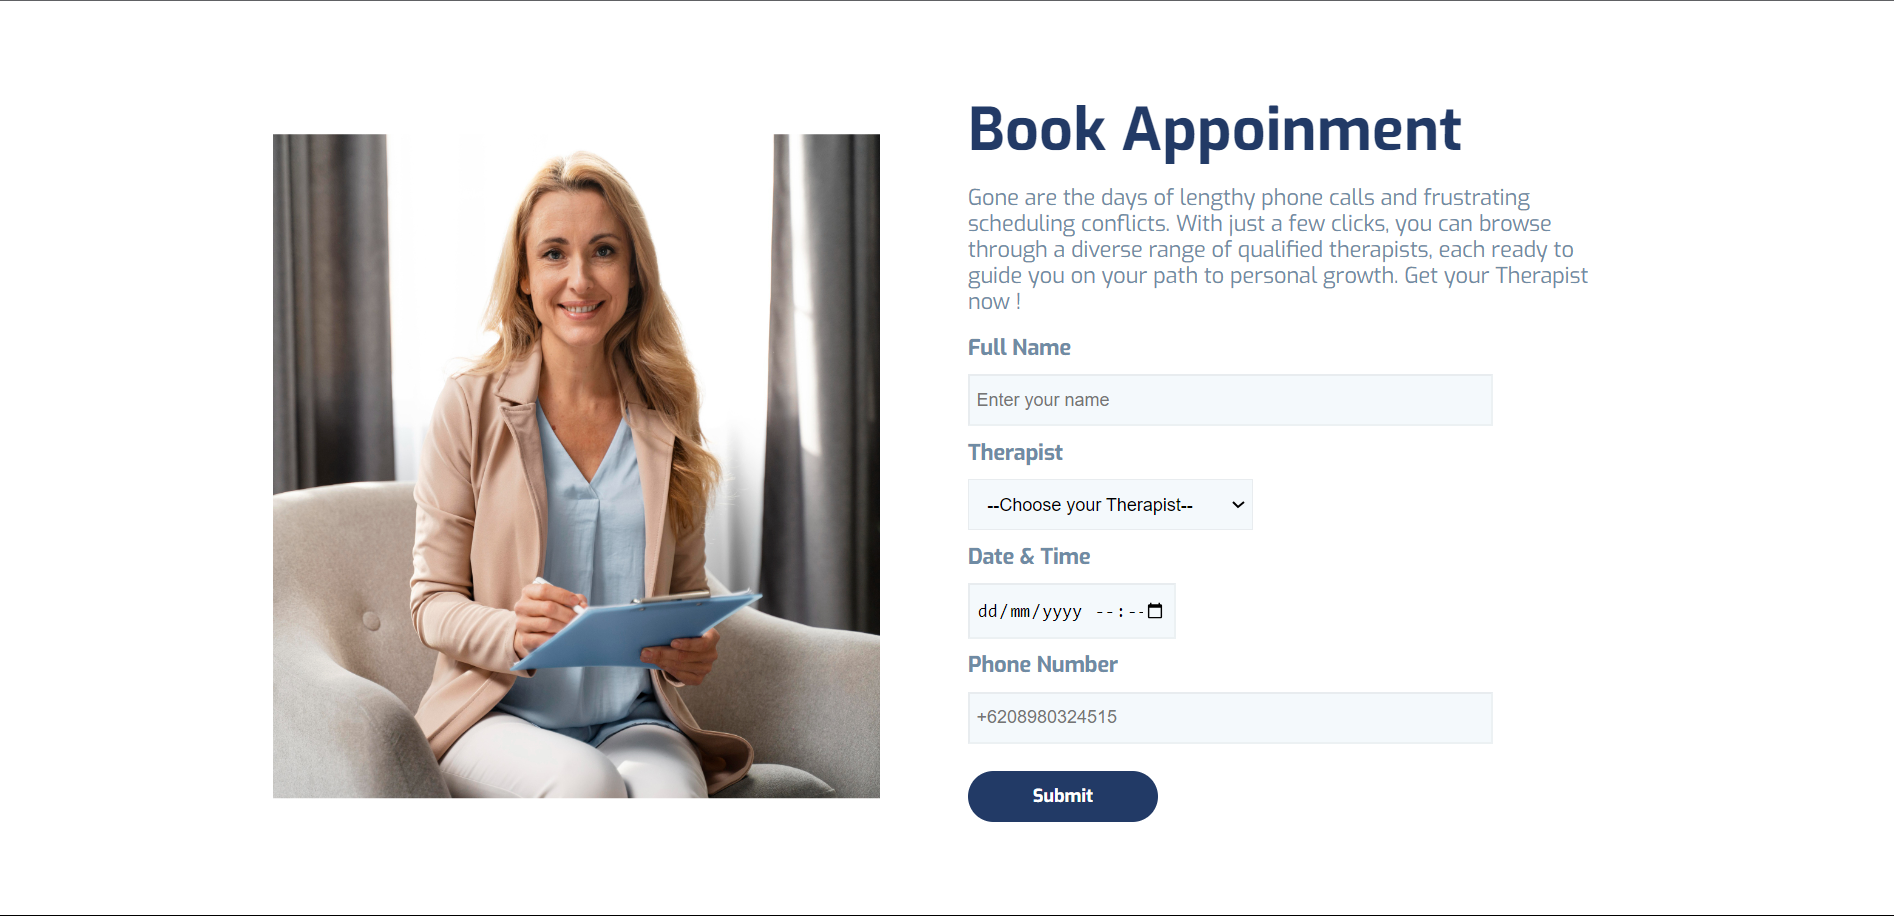 Book Appoinment
Gone are the days of lengthy phone calls and frustrating
scheduling conflicts. With just a few clicks, you can browse
through a diverse range of qualified therapists, each ready to
guide you on your path to personal growth. Get your Therapist
now !
Full Name
Enter your name
Therapist
--Choose your Therapist--
Date & Time
dd/mm/yyyy --:--
Phone Number
+6208980324515
Submit